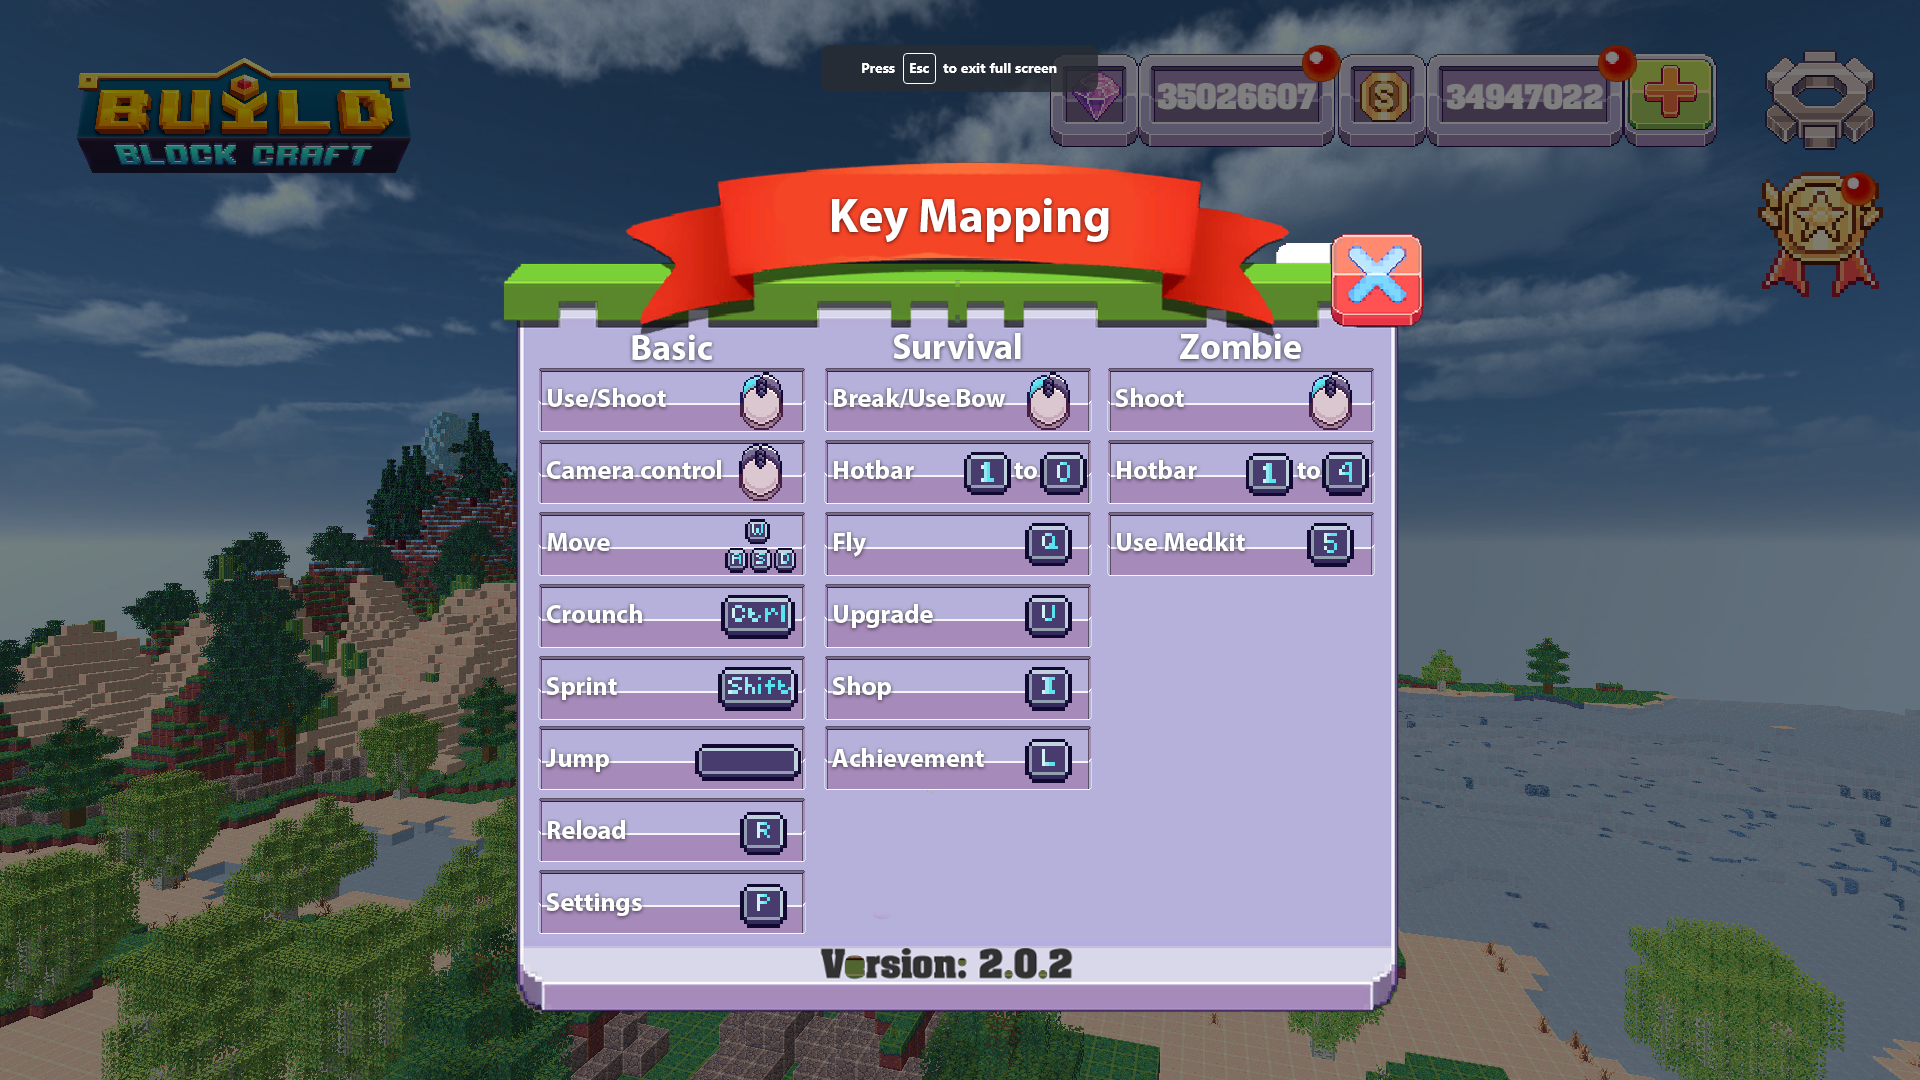 BUILD
BLOCK CRAFT
Press Esc to exit full screen
35026607
34947022
Key Mapping
Basic
Use/Shoot
Camera control
Move W
A S D
Crounch Ctrl
Sprint Shift
Jump
Reload R
Settings P
Survival
Break/Use Bow
Hotbar 1 to 0
Fly Q
Upgrade U
Shop I
Achievement L
Zombie
Shoot
Hotbar 1 to 4
Use Medkit 5
Version: 2.0.2